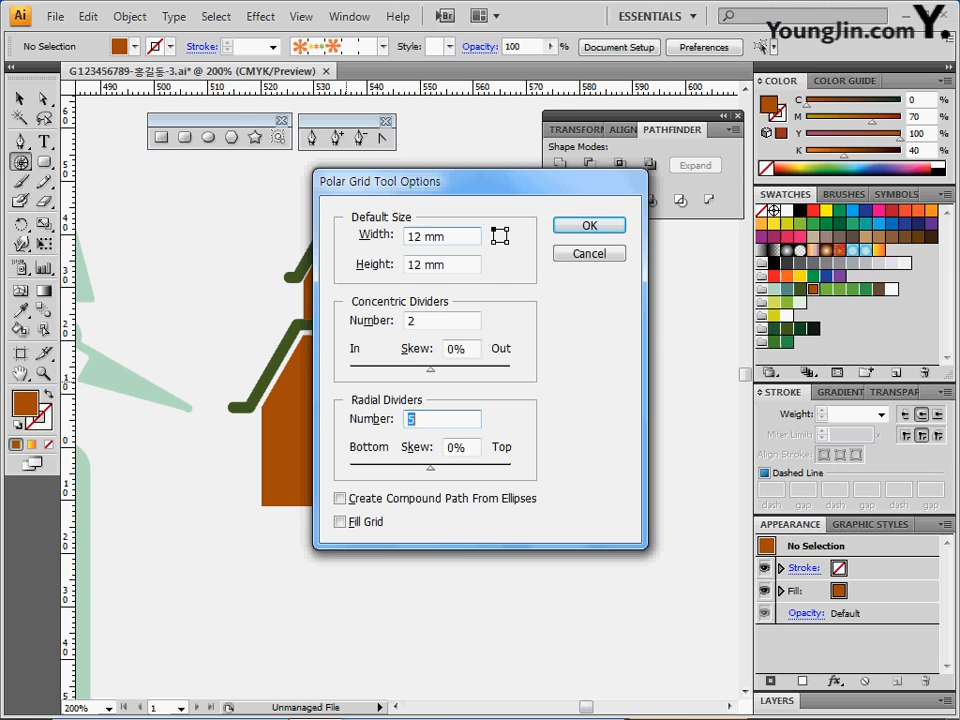 Ai File Edit Object Type Select Effect View Window Help Br ESSENTIALS
YoungJin.com Y.
No Selection Stroke: Style: Opacity: 100 % Document Setup Preferences
G123456789-홍길동-3.ai* @ 200% (CMYK/Preview)
490 500 510 520 530 540 550 560 570 580
COLOR COLOR GUIDE
C 0 %
M 70 %
Y 100 %
K 40 %
TRANSFORM ALIGN PATHFINDER
Shape Modes:
Expand
SWATCHES BRUSHES SYMBOLS
Polar Grid Tool Options
Default Size
Width: 12 mm
Height: 12 mm
OK
Cancel
Concentric Dividers
Number: 2
In Skew: 0% Out
Radial Dividers
Number: 5
Bottom Skew: 0% Top
Create Compound Path From Ellipses
Fill Grid
STROKE GRADIENT TRANSPAR
Weight:
Miter Limit: x
Align Stroke:
Dashed Line
dash gap dash gap dash gap
APPEARANCE GRAPHIC STYLES
No Selection
Stroke:
Fill:
Opacity: Default
fx
LAYERS
200% 1 Unmanaged File